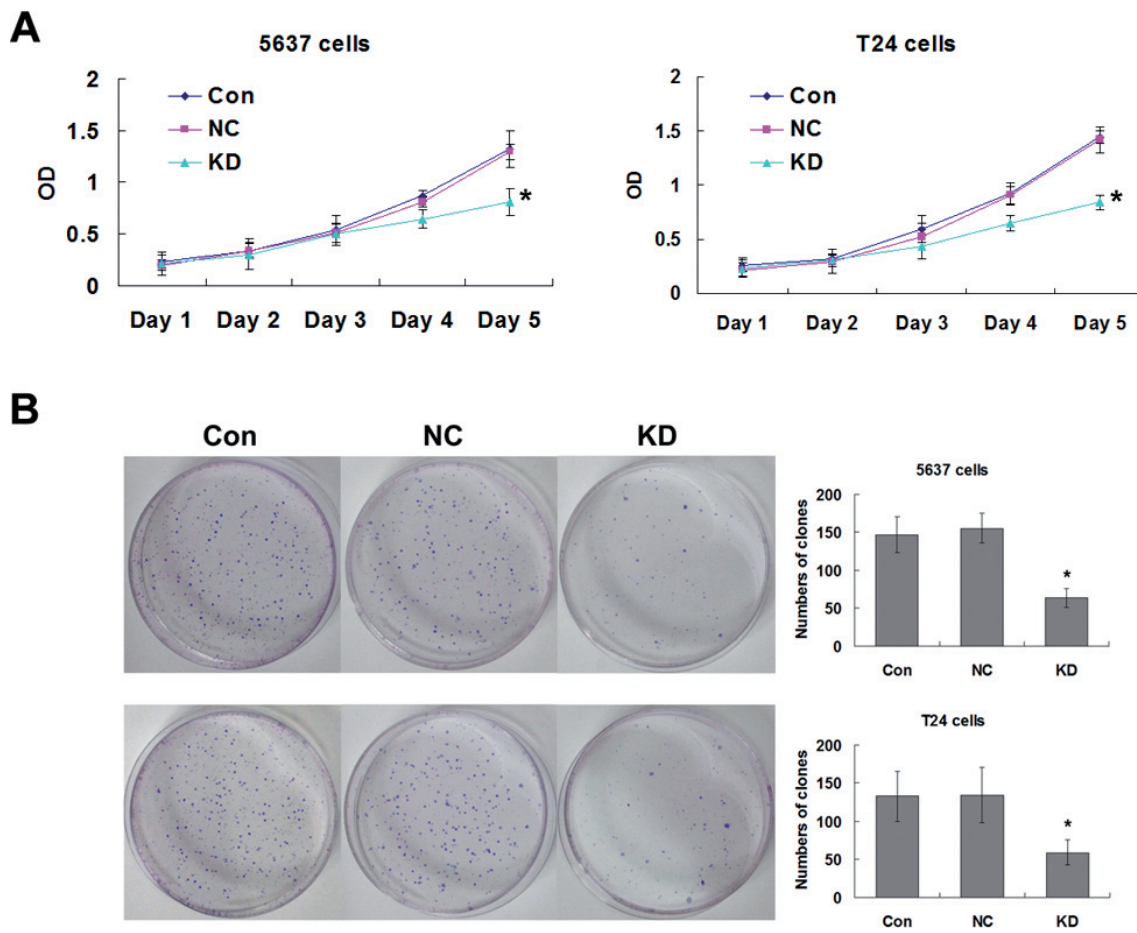 A
5637 cells
2
1.5
1
0.5
0
OD
Con
NC
KD
*
Day 1 Day 2 Day 3 Day 4 Day 5
T24 cells
2
1.5
1
0.5
0
OD
Con
NC
KD
*
Day 1 Day 2 Day 3 Day 4 Day 5
B
Con NC KD
5637 cells
200
150
100
50
0
Numbers of clones
*
Con NC KD
T24 cells
200
150
100
50
0
Numbers of clones
*
Con NC KD